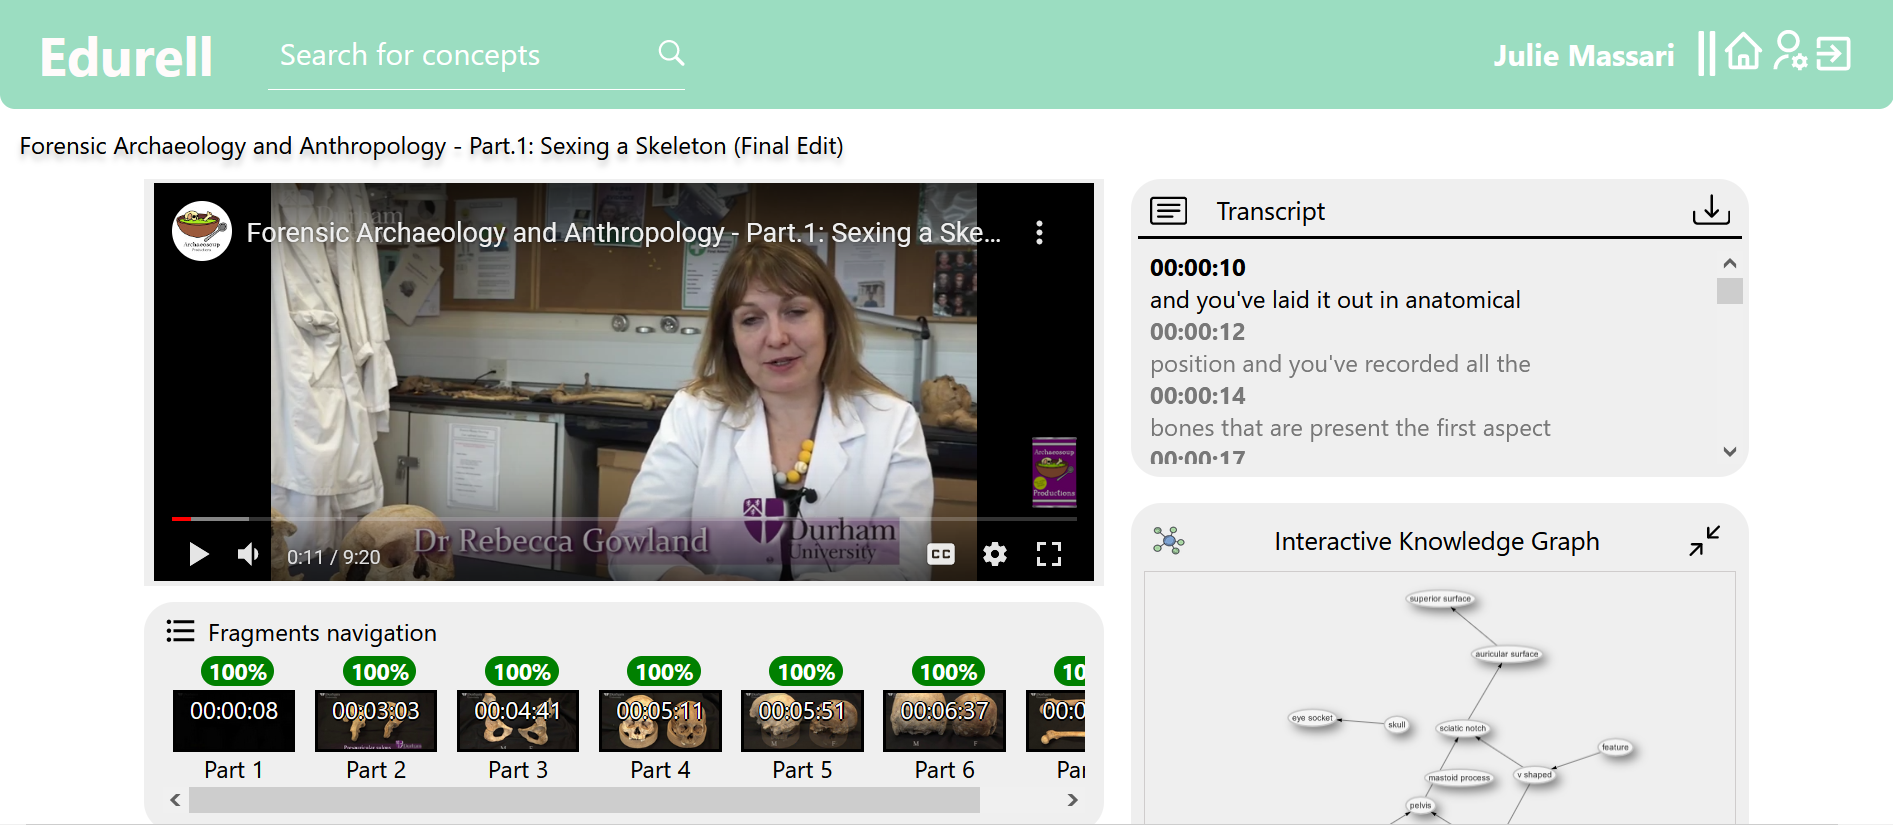 Edurell
Search for concepts
Julie Massari
Forensic Archaeology and Anthropology - Part.1: Sexing a Skeleton (Final Edit)
Forensic Archaeology and Anthropology - Part.1: Sexing a Ske...
Archaeosoup
Productions
Dr Rebecca Gowland
Durham
University
0:11 / 9:20
CC
Transcript
00:00:10
and you've laid it out in anatomical
00:00:12
position and you've recorded all the
00:00:14
bones that are present the first aspect
00:00:17
Fragments navigation
100% 100% 100% 100% 100% 100% 10
00:00:08 00:03:03 00:04:41 00:05:11 00:05:51 00:06:37 00:0
Part 1 Part 2 Part 3 Part 4 Part 5 Part 6 Par
Interactive Knowledge Graph
superior surface
auricular surface
eye socket
skull
sciatic notch
feature
mastoid process
v shaped
pelvis